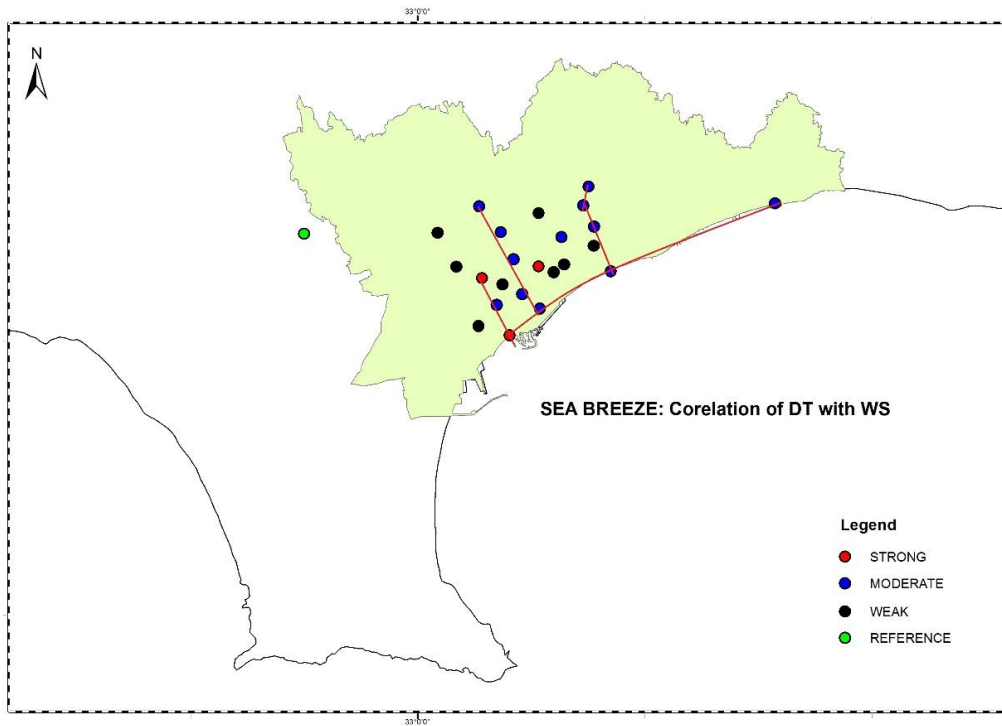 33°0'0"
N
SEA BREEZE: Corelation of DT with WS
Legend
STRONG
MODERATE
WEAK
REFERENCE
33°0'0"